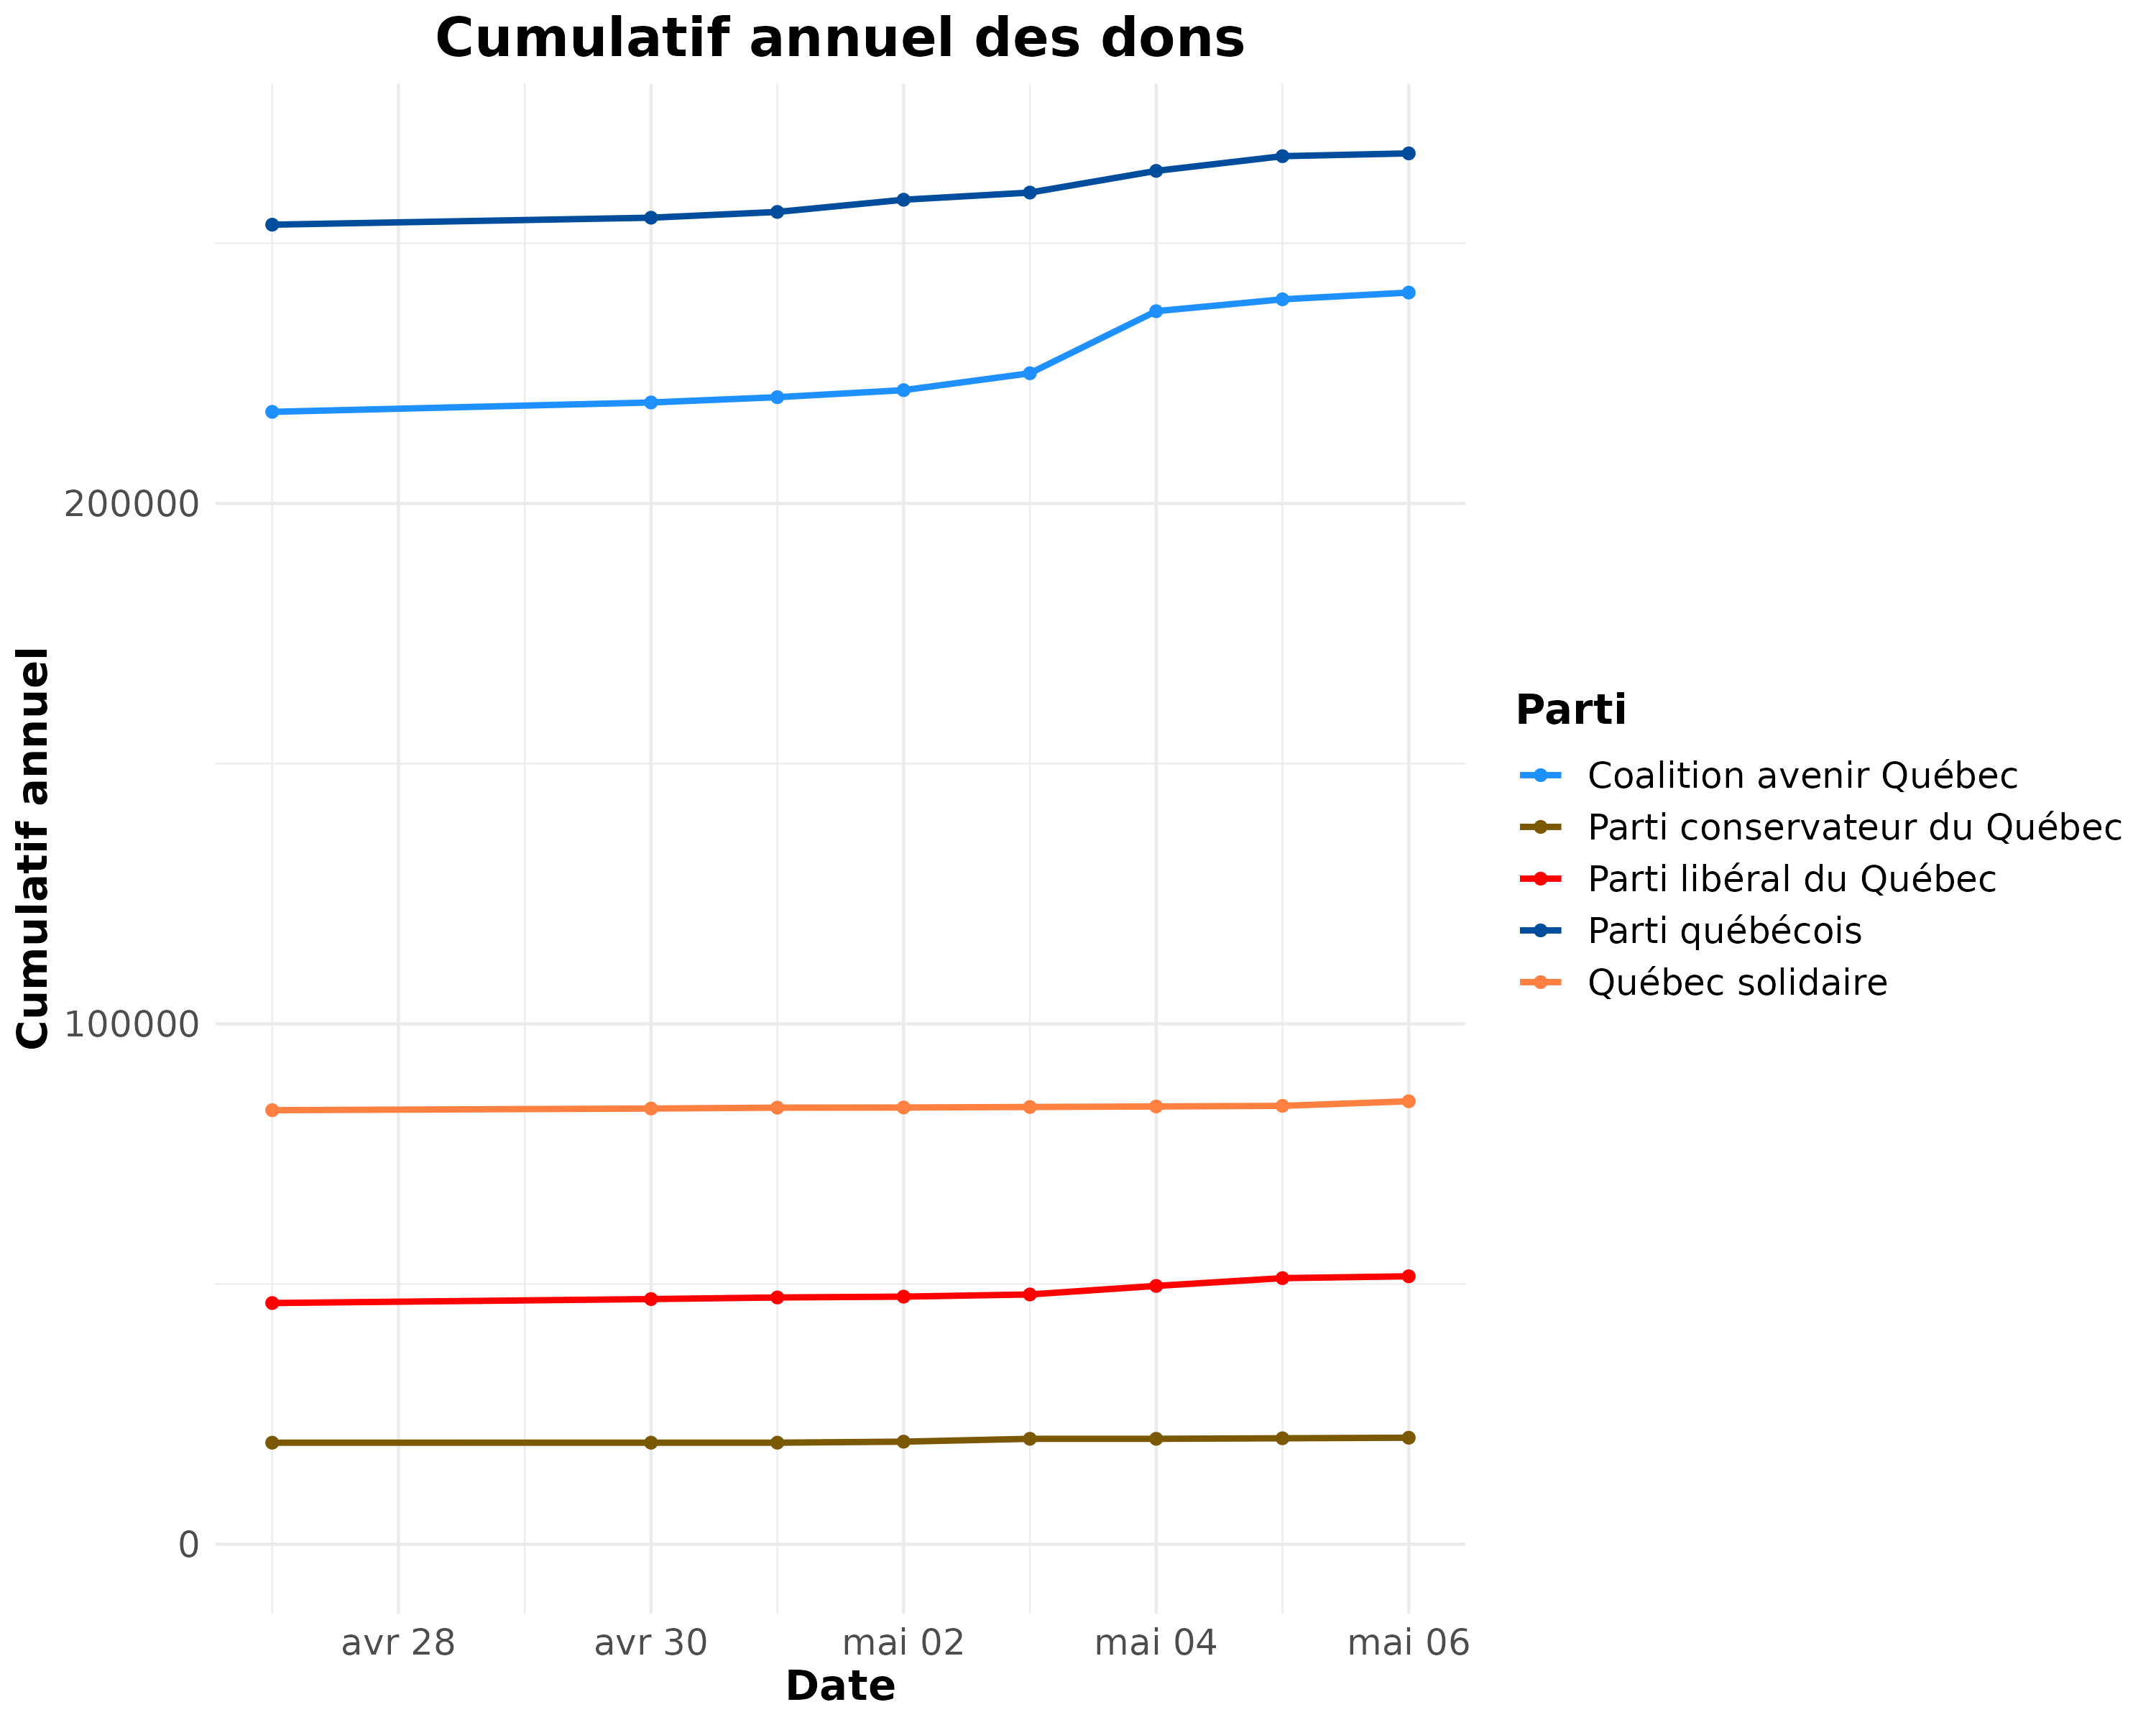 Cumulatif annuel des dons
Cumulatif annuel
200000
100000
0
avr 28
avr 30
mai 02
mai 04
mai 06
Date
Parti
Coalition avenir Québec
Parti conservateur du Québec
Parti libéral du Québec
Parti québécois
Québec solidaire